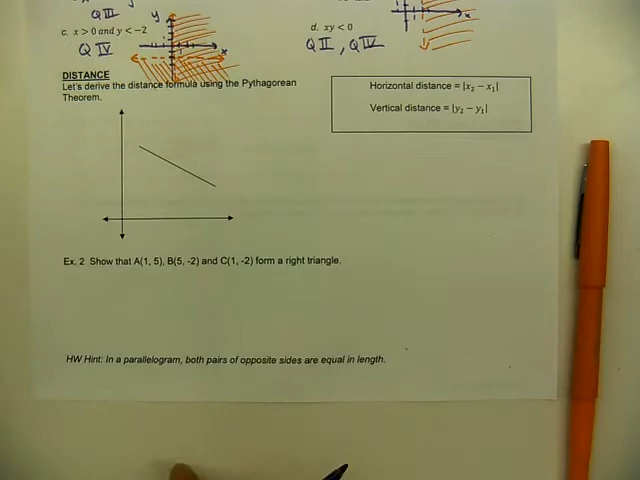 Q III
y
c. x > 0 and y < −2
Q IV
x
d. xy < 0
Q II, Q IV
x
DISTANCE
Let's derive the distance formula using the Pythagorean
Theorem.
Horizontal distance = |x₂ − x₁|
Vertical distance = |y₂ − y₁|
Ex. 2 Show that A(1, 5), B(5, -2) and C(1, -2) form a right triangle.
HW Hint: In a parallelogram, both pairs of opposite sides are equal in length.